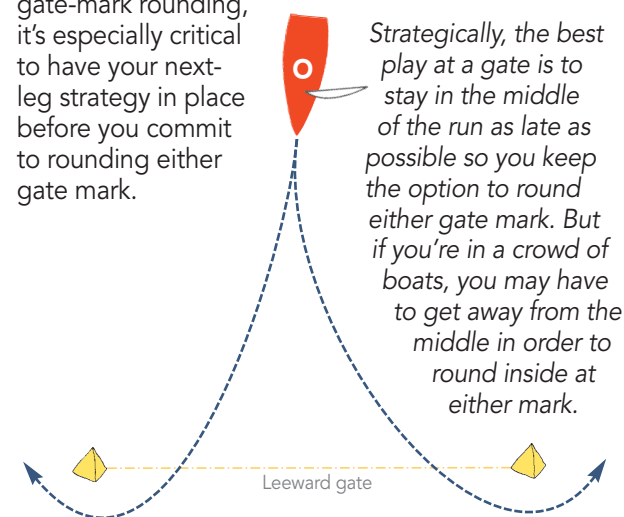 gate-mark rounding,
it's especially critical
to have your next-
leg strategy in place
before you commit
to rounding either
gate mark.
O
Strategically, the best
play at a gate is to
stay in the middle
of the run as late as
possible so you keep
the option to round
either gate mark. But
if you're in a crowd of
boats, you may have
to get away from the
middle in order to
round inside at
either mark.
Leeward gate